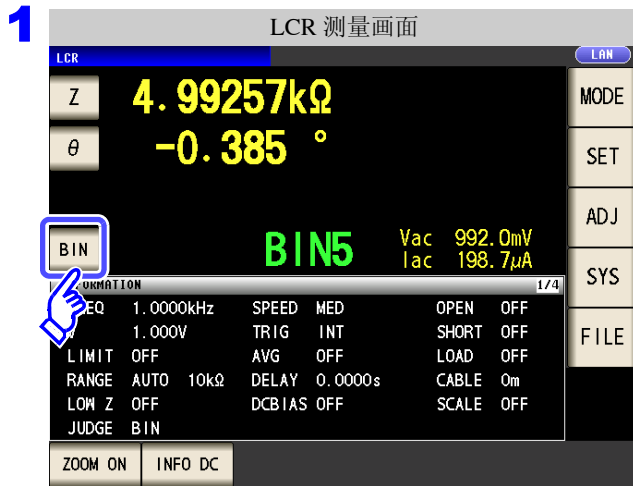 1
LCR 测量画面
LCR LAN
Z 4.99257kΩ MODE
θ -0.385 ° SET
ADJ
BIN BIN5 Vac 992.0mV
Iac 198.7µA SYS
ORMATION 1/4
EQ 1.0000kHz SPEED MED OPEN OFF
1.000V TRIG INT SHORT OFF FILE
LIMIT OFF AVG OFF LOAD OFF
RANGE AUTO 10kΩ DELAY 0.0000s CABLE 0m
LOW Z OFF DCBIAS OFF SCALE OFF
JUDGE BIN
ZOOM ON INFO DC